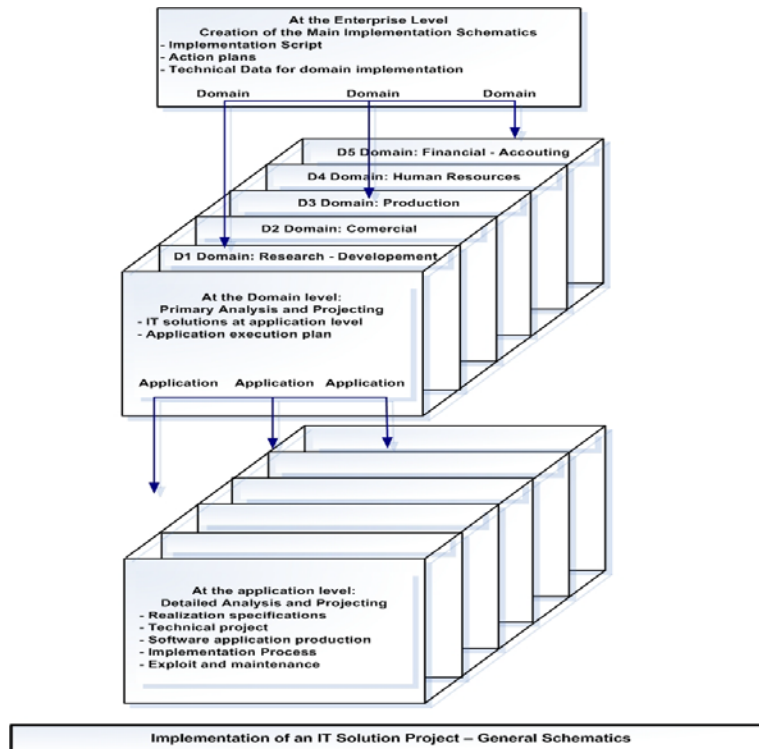 At the Enterprise Level
Creation of the Main Implementation Schematics
- Implementation Script
- Action plans
- Technical Data for domain implementation
Domain Domain Domain
D5 Domain: Financial - Accouting
D4 Domain: Human Resources
D3 Domain: Production
D2 Domain: Comercial
D1 Domain: Research - Developement
At the Domain level:
Primary Analysis and Projecting
- IT solutions at application level
- Application execution plan
Application Application Application
At the application level:
Detailed Analysis and Projecting
- Realization specifications
- Technical project
- Software application production
- Implementation Process
- Exploit and maintenance
Implementation of an IT Solution Project – General Schematics